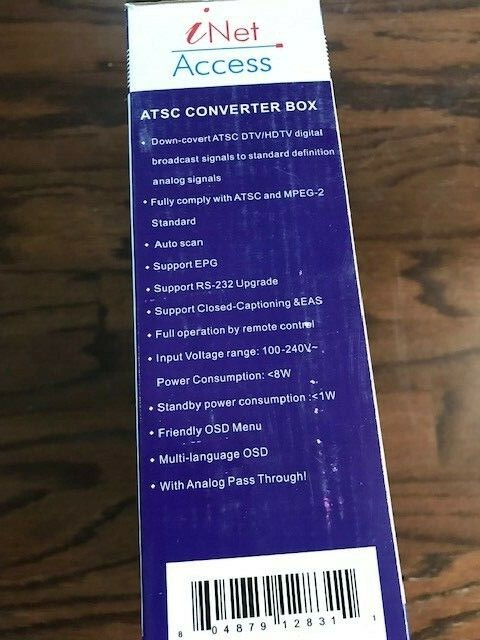 iNet
Access
ATSC CONVERTER BOX
• Down-covert ATSC DTV/HDTV digital
broadcast signals to standard definition
analog signals
• Fully comply with ATSC and MPEG-2
Standard
• Auto scan
• Support EPG
• Support RS-232 Upgrade
• Support Closed-Captioning &EAS
• Full operation by remote control
• Input Voltage range: 100-240V~
Power Consumption: <8W
• Standby power consumption :<1W
• Friendly OSD Menu
• Multi-language OSD
• With Analog Pass Through!
8 04879 12831 1